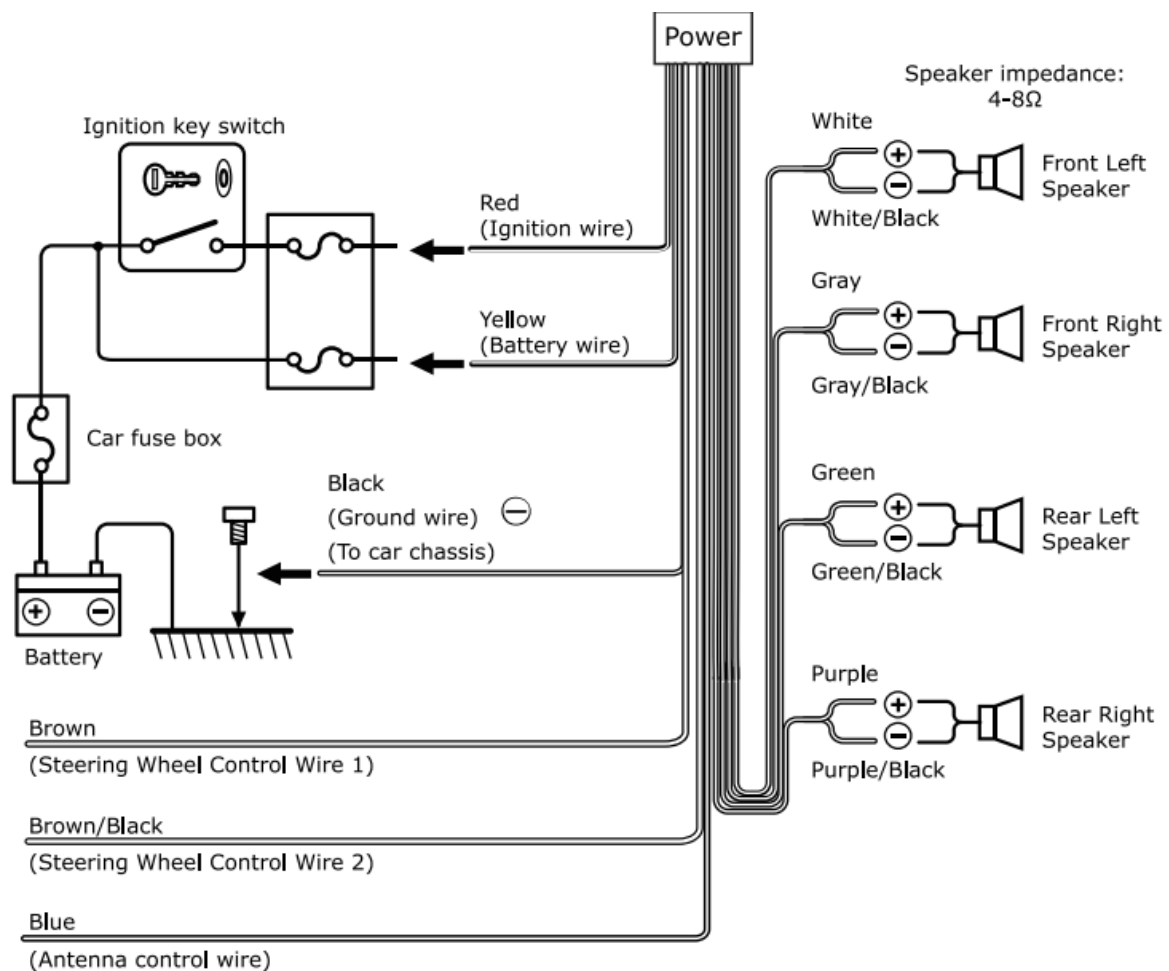 Power
Speaker impedance:
4-8Ω
Ignition key switch
Red
(Ignition wire)
Yellow
(Battery wire)
Car fuse box
Black
(Ground wire) ⊖
(To car chassis)
+ −
Battery
Brown
(Steering Wheel Control Wire 1)
Brown/Black
(Steering Wheel Control Wire 2)
Blue
(Antenna control wire)
White
+
−
White/Black
Front Left
Speaker
Gray
+
−
Gray/Black
Front Right
Speaker
Green
+
−
Green/Black
Rear Left
Speaker
Purple
+
−
Purple/Black
Rear Right
Speaker